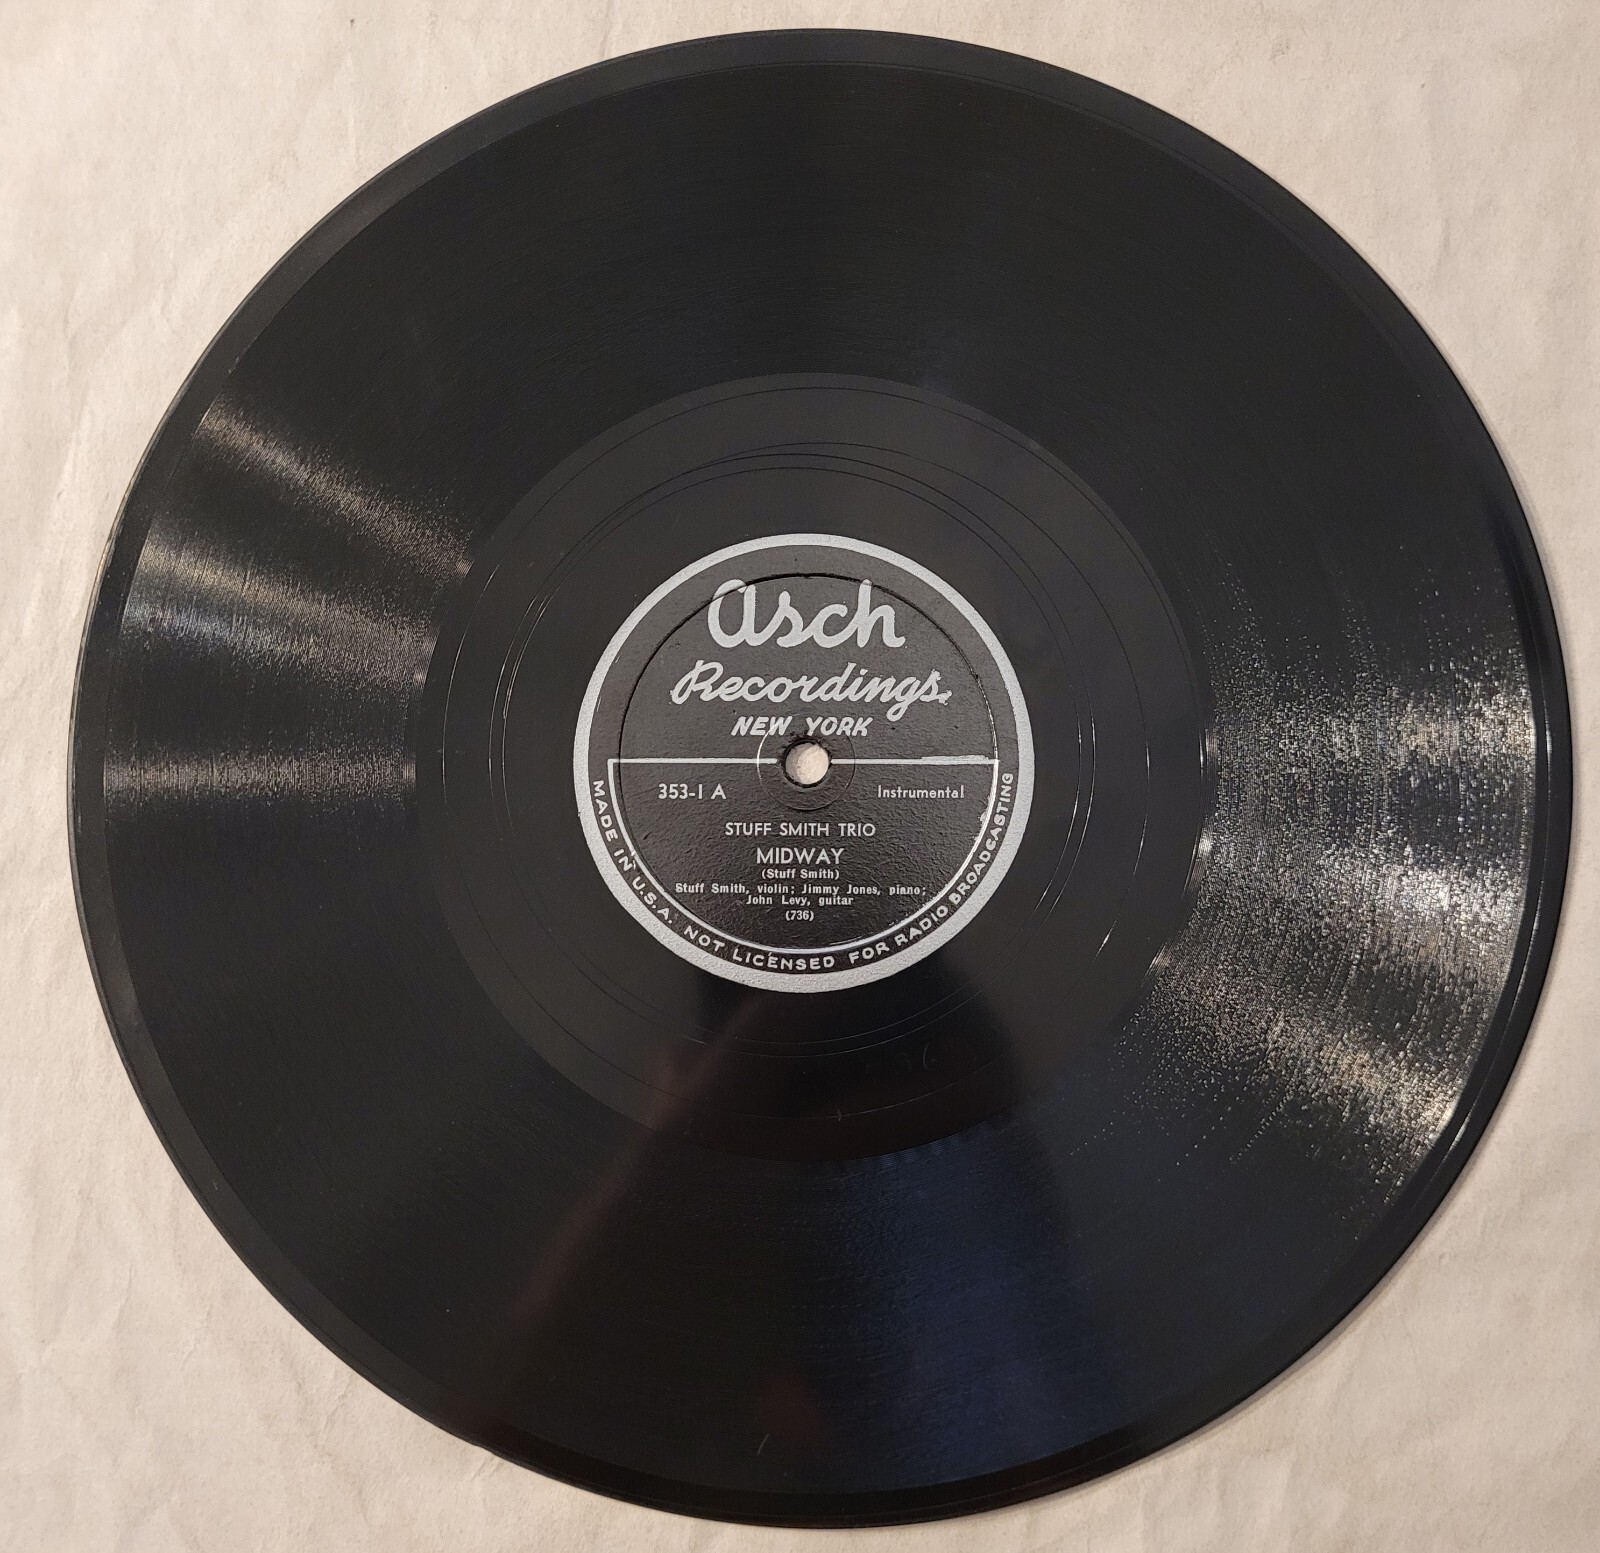 Asch
Recordings
NEW YORK
353-1 A
Instrumental
STUFF SMITH TRIO
MIDWAY
(Stuff Smith)
Stuff Smith, violin; Jimmy Jones, piano;
John Levy, guitar
(736)
MADE IN U.S.A. NOT LICENSED FOR RADIO BROADCASTING